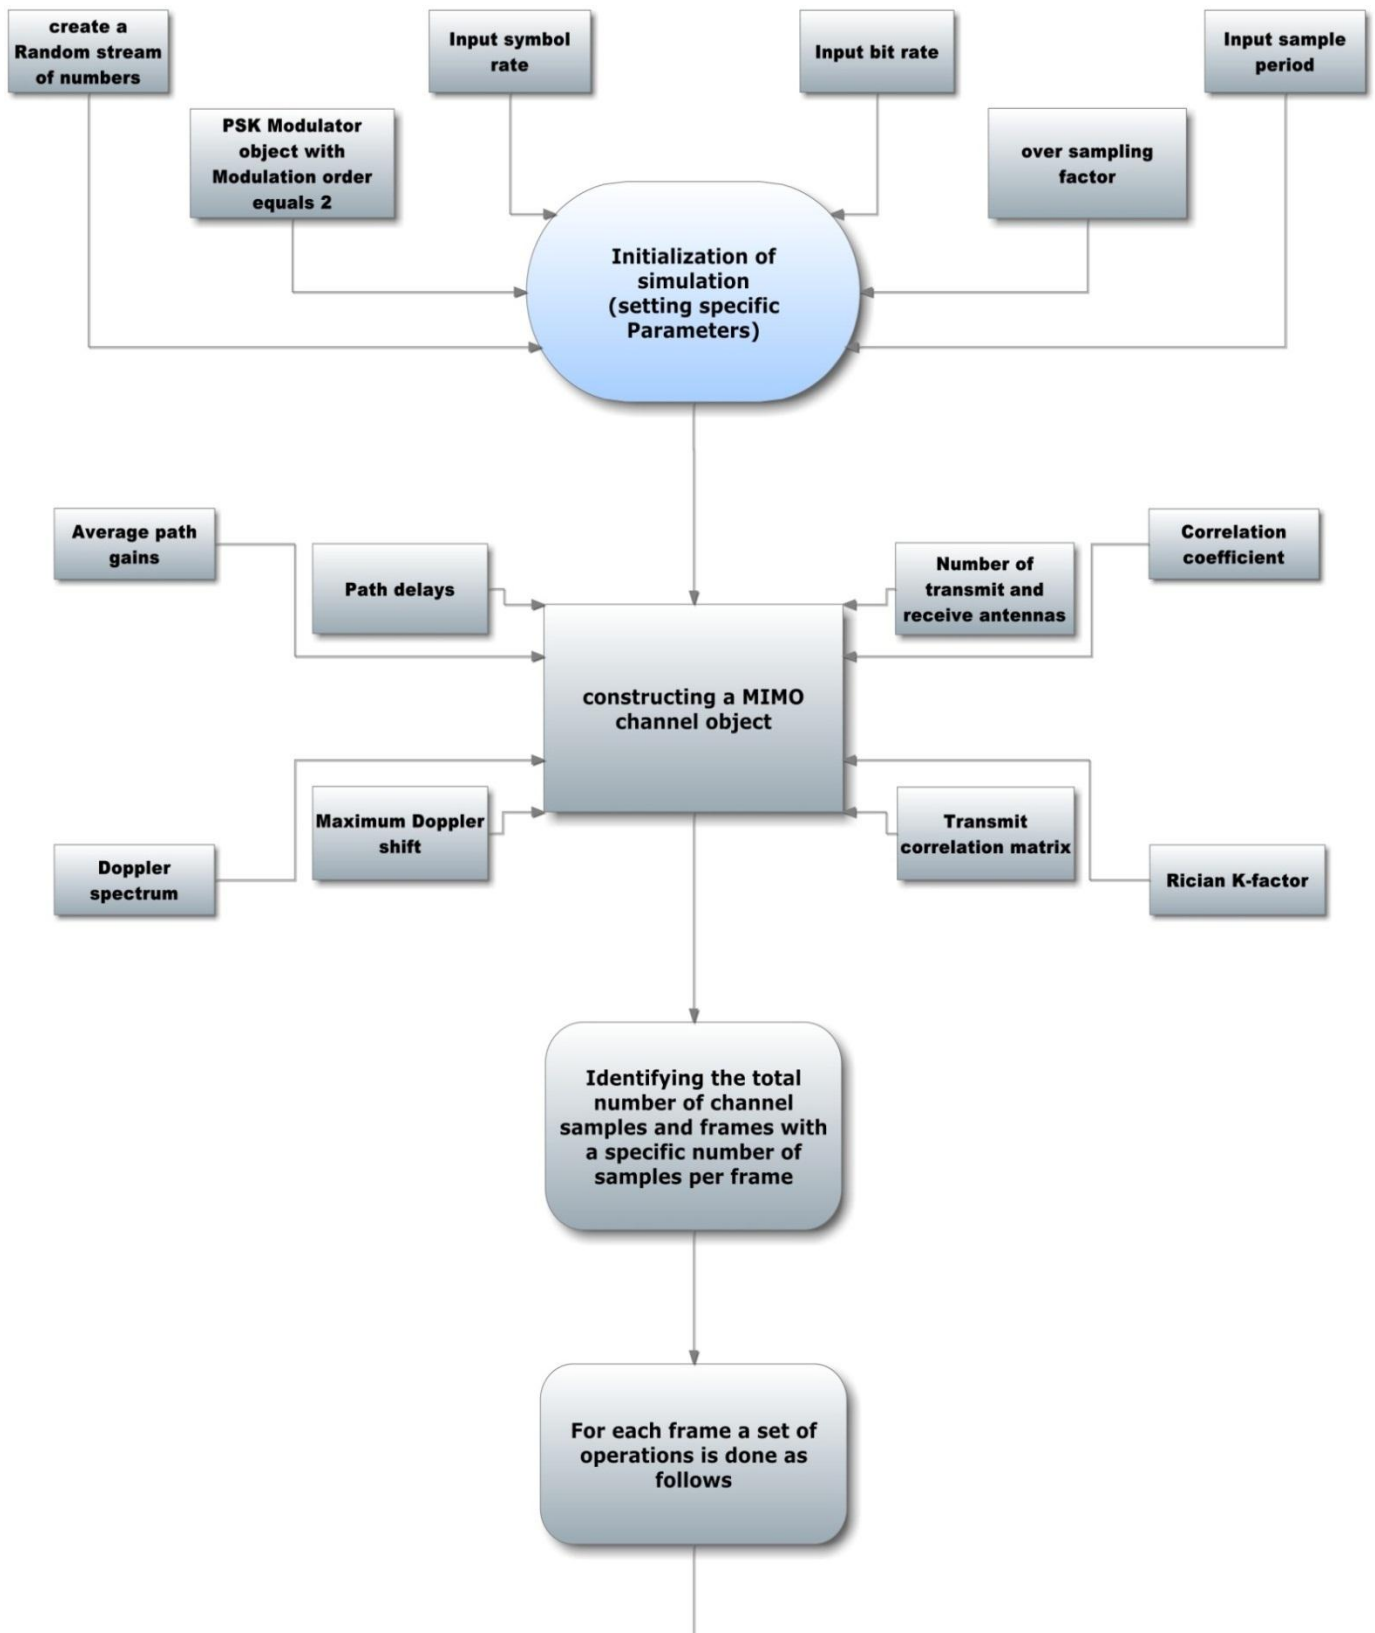 create a
Random stream
of numbers
Input symbol
rate
Input bit rate
Input sample
period
PSK Modulator
object with
Modulation order
equals 2
over sampling
factor
Initialization of
simulation
(setting specific
Parameters)
Average path
gains
Path delays
Number of
transmit and
receive antennas
Correlation
coefficient
constructing a MIMO
channel object
Doppler
spectrum
Maximum Doppler
shift
Transmit
correlation matrix
Rician K-factor
Identifying the total
number of channel
samples and frames with
a specific number of
samples per frame
For each frame a set of
operations is done as
follows